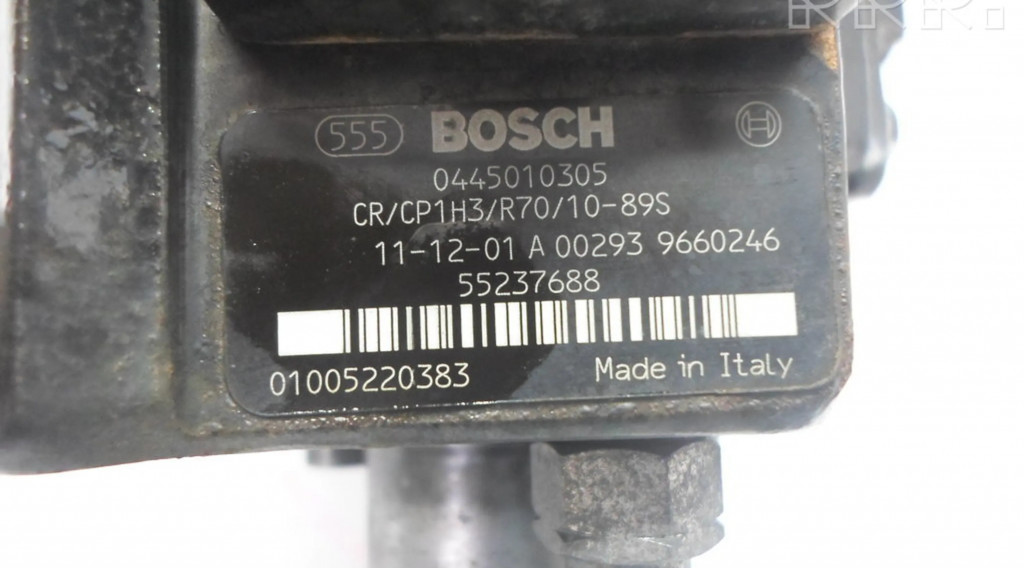 555 BOSCH
0445010305
CR/CP1H3/R70/10-89S
11-12-01 A 00293 9660246
55237688
01005220383 Made in Italy